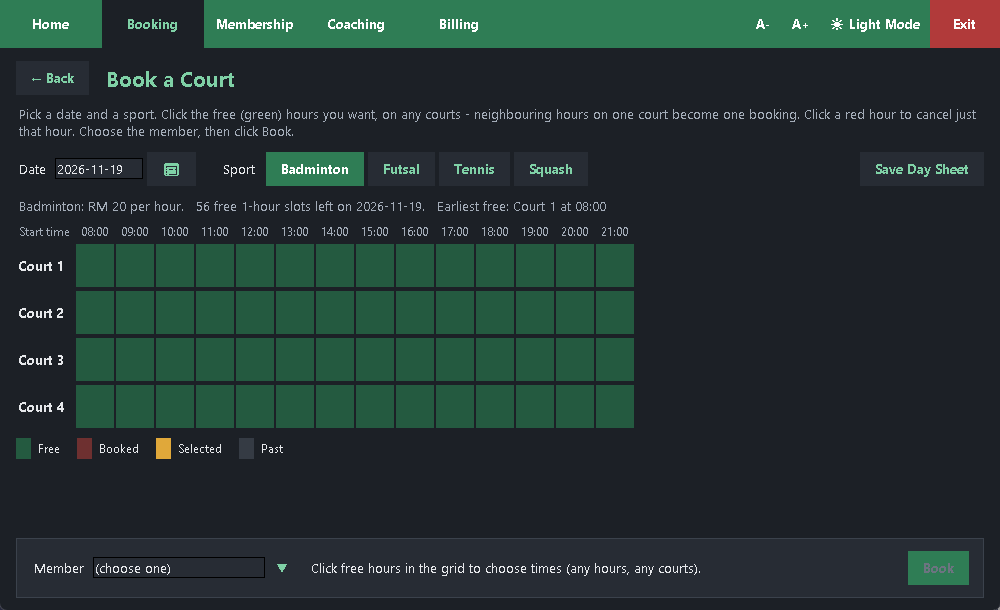 Home Booking Membership Coaching Billing A- A+ ☀ Light Mode Exit
← Back Book a Court
Pick a date and a sport. Click the free (green) hours you want, on any courts - neighbouring hours on one court become one booking. Click a red hour to cancel just
that hour. Choose the member, then click Book.
Date 2026-11-19 Sport Badminton Futsal Tennis Squash Save Day Sheet
Badminton: RM 20 per hour. 56 free 1-hour slots left on 2026-11-19. Earliest free: Court 1 at 08:00
Start time 08:00 09:00 10:00 11:00 12:00 13:00 14:00 15:00 16:00 17:00 18:00 19:00 20:00 21:00
Court 1
Court 2
Court 3
Court 4
Free Booked Selected Past
Member (choose one) ▼ Click free hours in the grid to choose times (any hours, any courts). Book